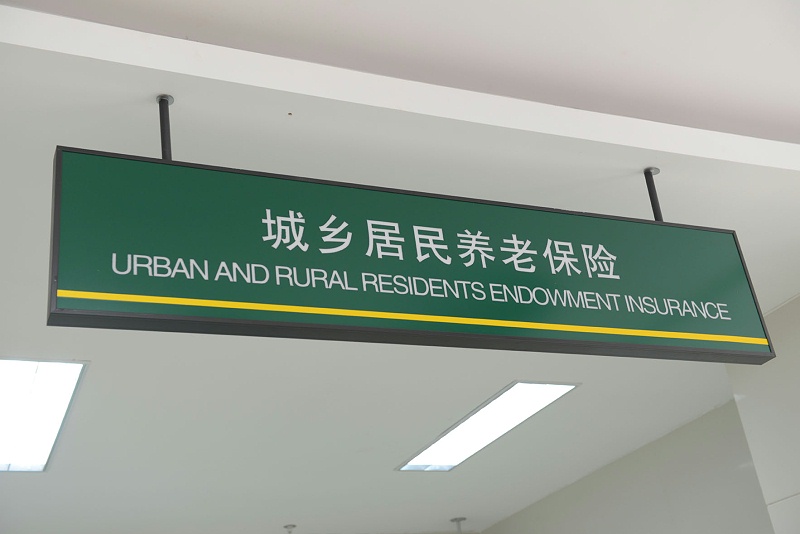 城乡居民养老保险
URBAN AND RURAL RESIDENTS ENDOWMENT INSURANCE